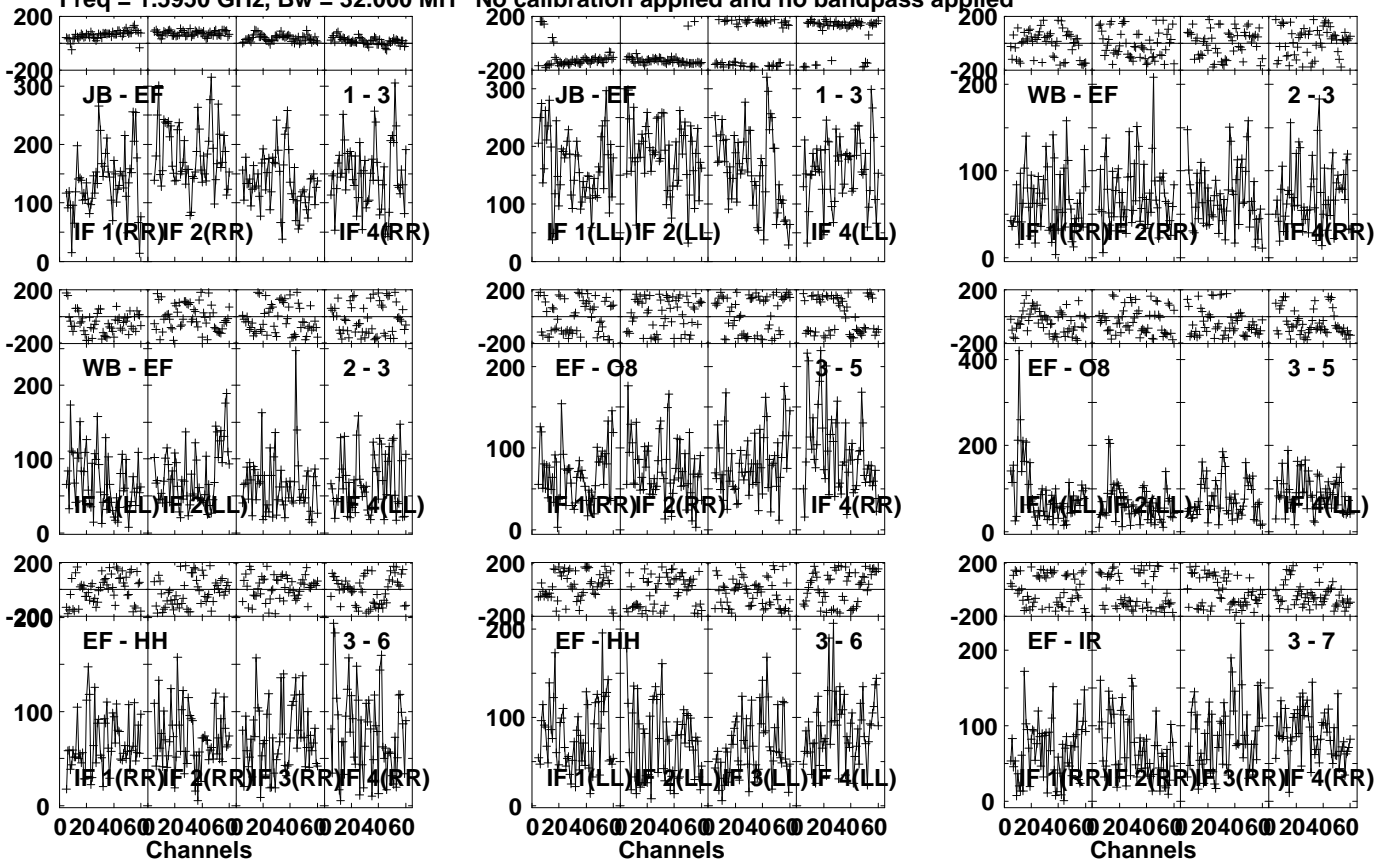 Freq = 1.5950 GHz, Bw = 32.000 MH No calibration applied and no bandpass applied
200
-200
300
200
100
0
JB - EF 1 - 3
IF 1(RR) IF 2(RR) IF 4(RR)
200
-200
300
200
100
0
JB - EF 1 - 3
IF 1(LL) IF 2(LL) IF 4(LL)
200
-200
200
100
0
WB - EF 2 - 3
IF 1(RR) IF 2(RR) IF 4(RR)
200
-200
200
100
0
WB - EF 2 - 3
IF 1(LL) IF 2(LL) IF 4(LL)
200
-200
200
100
0
EF - O8 3 - 5
IF 1(RR) IF 2(RR) IF 4(RR)
200
-200
400
200
0
EF - O8 3 - 5
IF 1(LL) IF 2(LL) IF 4(LL)
200
-200
200
100
0
EF - HH 3 - 6
IF 1(RR) IF 2(RR) IF 3(RR) IF 4(RR)
0 20 40 60 0 20 40 60 0 20 40 60 0 20 40 60
Channels
200
-200
200
100
0
EF - HH 3 - 6
IF 1(LL) IF 2(LL) IF 3(LL) IF 4(LL)
0 20 40 60 0 20 40 60 0 20 40 60 0 20 40 60
Channels
200
-200
200
100
0
EF - IR 3 - 7
IF 1(RR) IF 2(RR) IF 3(RR) IF 4(RR)
0 20 40 60 0 20 40 60 0 20 40 60 0 20 40 60
Channels